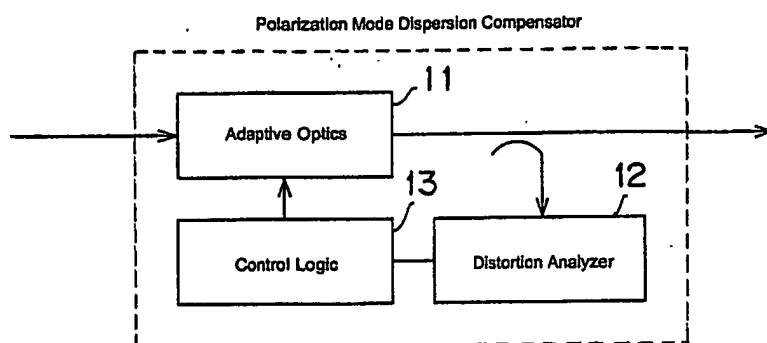 Polarization Mode Dispersion Compensator
11
Adaptive Optics
13
12
Control Logic
Distortion Analyzer